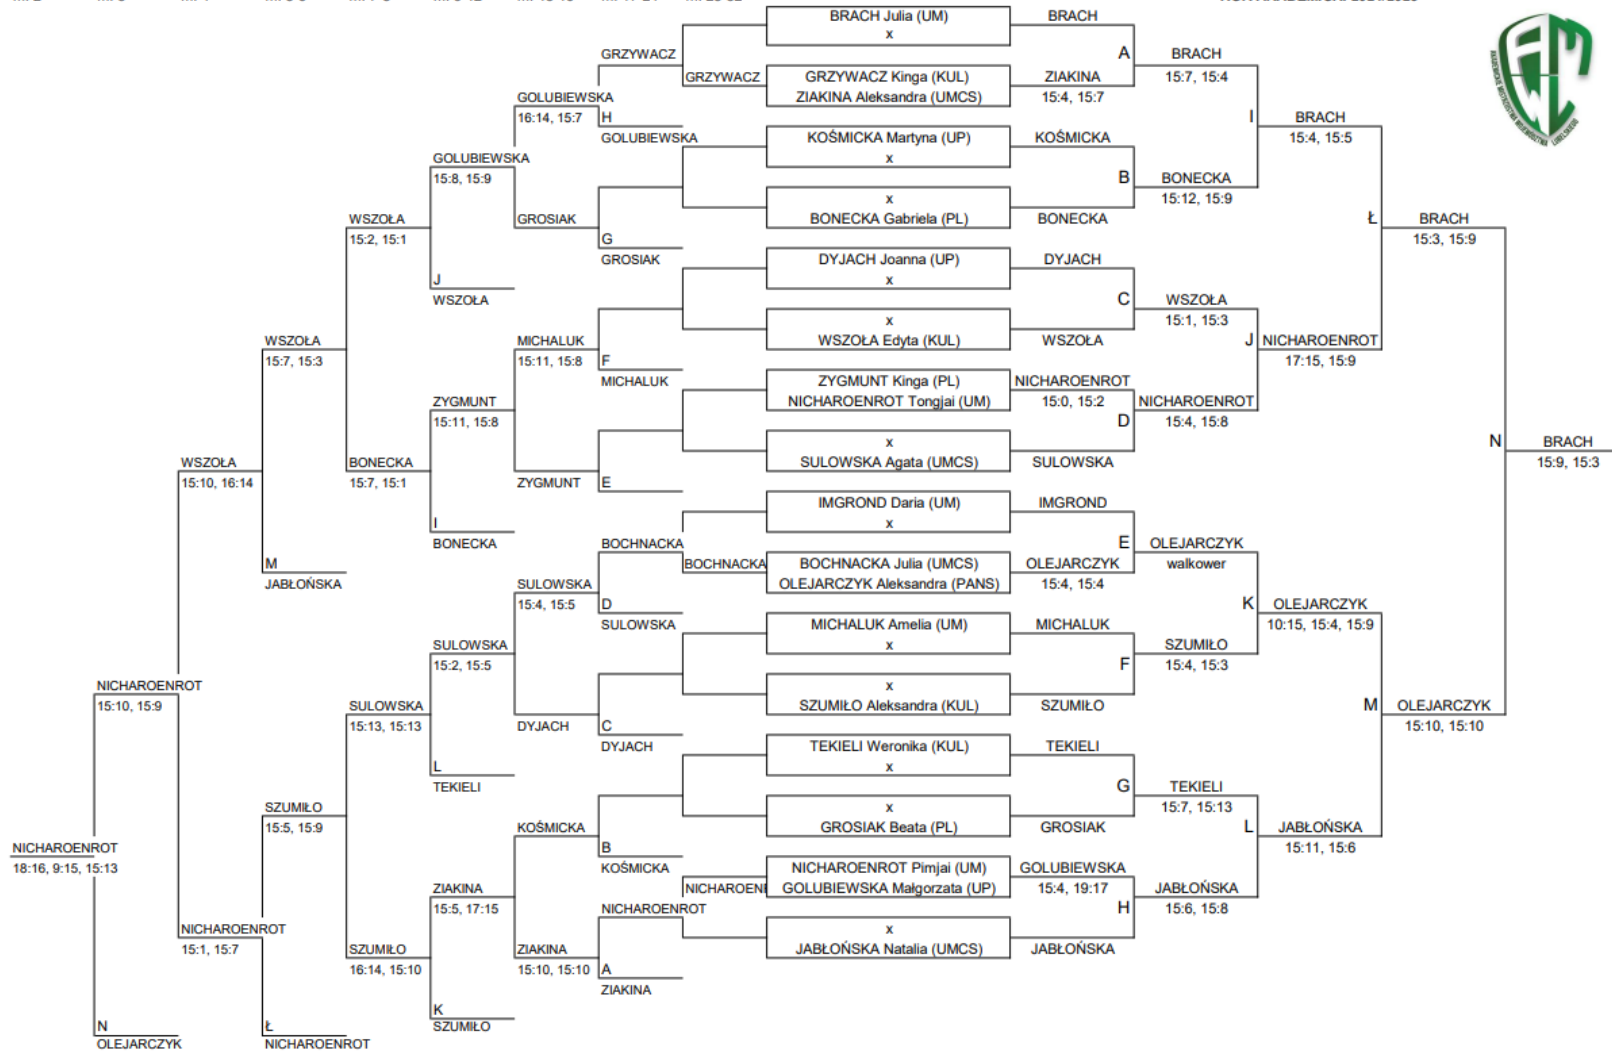 BRACH Julia (UM)
BRACH
x
GRZYWACZ
A
BRACH
GRZYWACZ
GRZYWACZ Kinga (KUL)
ZIAKINA
15:7, 15:4
GOLUBIEWSKA
ZIAKINA Aleksandra (UMCS)
15:4, 15:7
16:14, 15:7
H
I
BRACH
GOLUBIEWSKA
KOŚMICKA Martyna (UP)
KOŚMICKA
15:4, 15:5
GOLUBIEWSKA
x
15:8, 15:9
B
BONECKA
x
15:12, 15:9
WSZOŁA
GROSIAK
BONECKA Gabriela (PL)
BONECKA
Ł
BRACH
15:2, 15:1
G
15:3, 15:9
GROSIAK
DYJACH Joanna (UP)
DYJACH
J
x
WSZOŁA
C
WSZOŁA
x
15:1, 15:3
WSZOŁA
MICHALUK
WSZOŁA Edyta (KUL)
WSZOŁA
J
NICHAROENROT
15:7, 15:3
15:11, 15:8
F
17:15, 15:9
MICHALUK
ZYGMUNT Kinga (PL)
NICHAROENROT
ZYGMUNT
NICHAROENROT Tongjai (UM)
15:0, 15:2
NICHAROENROT
15:11, 15:8
D
15:4, 15:8
x
N
BRACH
WSZOŁA
BONECKA
SULOWSKA Agata (UMCS)
SULOWSKA
15:9, 15:3
15:10, 16:14
15:7, 15:1
ZYGMUNT
E
IMGROND Daria (UM)
IMGROND
I
x
BONECKA
BOCHNACKA
E
OLEJARCZYK
M
BOCHNACKA
BOCHNACKA Julia (UMCS)
OLEJARCZYK
walkower
JABŁOŃSKA
SULOWSKA
OLEJARCZYK Aleksandra (PANS)
15:4, 15:4
15:4, 15:5
D
K
OLEJARCZYK
SULOWSKA
MICHALUK Amelia (UM)
MICHALUK
10:15, 15:4, 15:9
SULOWSKA
x
15:2, 15:5
F
SZUMIŁO
NICHAROENROT
x
15:4, 15:3
15:10, 15:9
SULOWSKA
SZUMIŁO Aleksandra (KUL)
SZUMIŁO
M
OLEJARCZYK
15:13, 15:13
DYJACH
C
15:10, 15:10
DYJACH
TEKIELI Weronika (KUL)
TEKIELI
L
x
TEKIELI
G
TEKIELI
SZUMIŁO
x
15:7, 15:13
15:5, 15:9
KOŚMICKA
GROSIAK Beata (PL)
GROSIAK
L
JABŁOŃSKA
NICHAROENROT
B
15:11, 15:6
18:16, 9:15, 15:13
KOŚMICKA
NICHAROENROT Pimjai (UM)
GOLUBIEWSKA
ZIAKINA
GOLUBIEWSKA Małgorzata (UP)
15:4, 19:17
JABŁOŃSKA
15:5, 17:15
NICHAROENROT
H
15:6, 15:8
NICHAROENROT
x
15:1, 15:7
SZUMIŁO
ZIAKINA
JABŁOŃSKA Natalia (UMCS)
JABŁOŃSKA
16:14, 15:10
15:10, 15:10
A
ZIAKINA
K
SZUMIŁO
N
Ł
OLEJARCZYK
NICHAROENROT